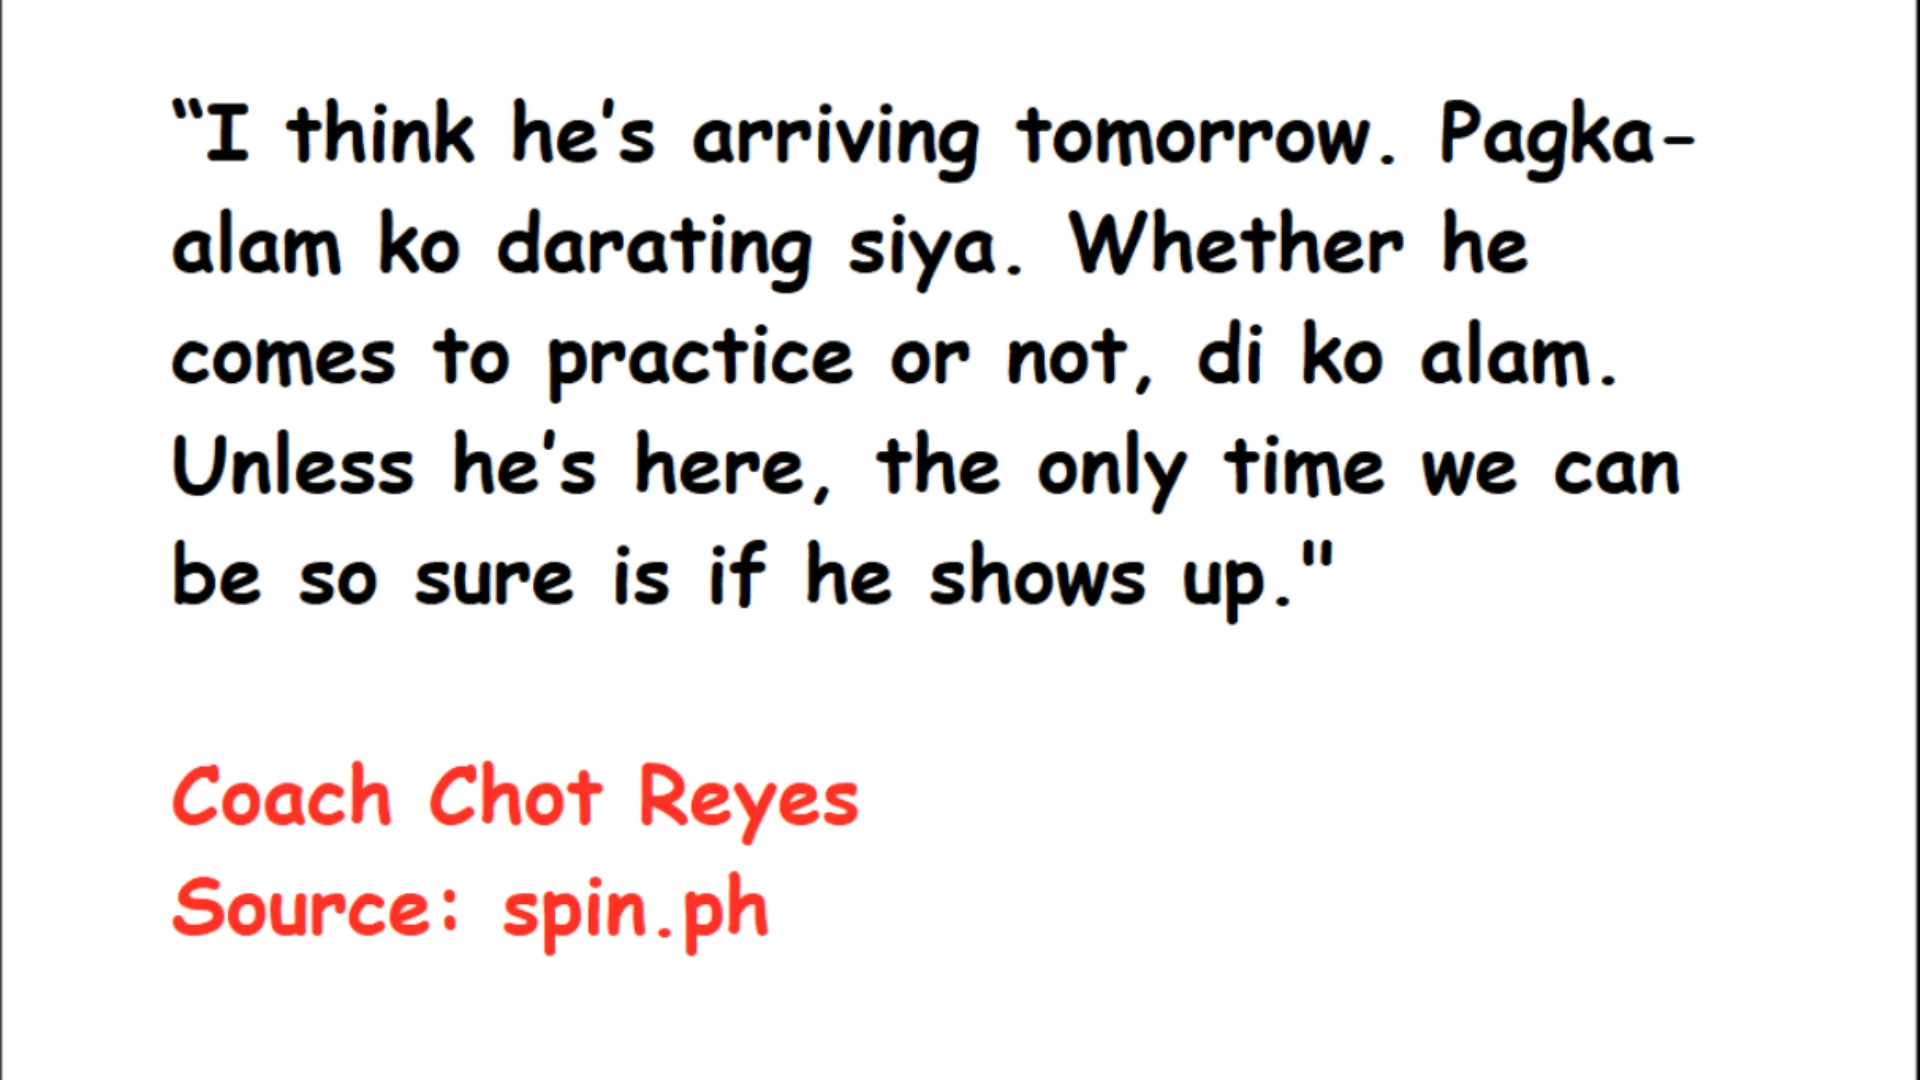 “I think he's arriving tomorrow. Pagka-
alam ko darating siya. Whether he
comes to practice or not, di ko alam.
Unless he's here, the only time we can
be so sure is if he shows up."
Coach Chot Reyes
Source: spin.ph